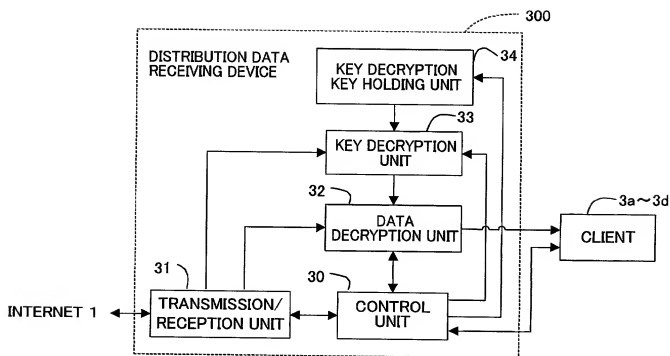 300
DISTRIBUTION DATA
RECEIVING DEVICE
34
KEY DECRYPTION
KEY HOLDING UNIT
33
KEY DECRYPTION
UNIT
32
DATA
DECRYPTION UNIT
3a～3d
CLIENT
31
TRANSMISSION/
RECEPTION UNIT
30
CONTROL
UNIT
INTERNET 1